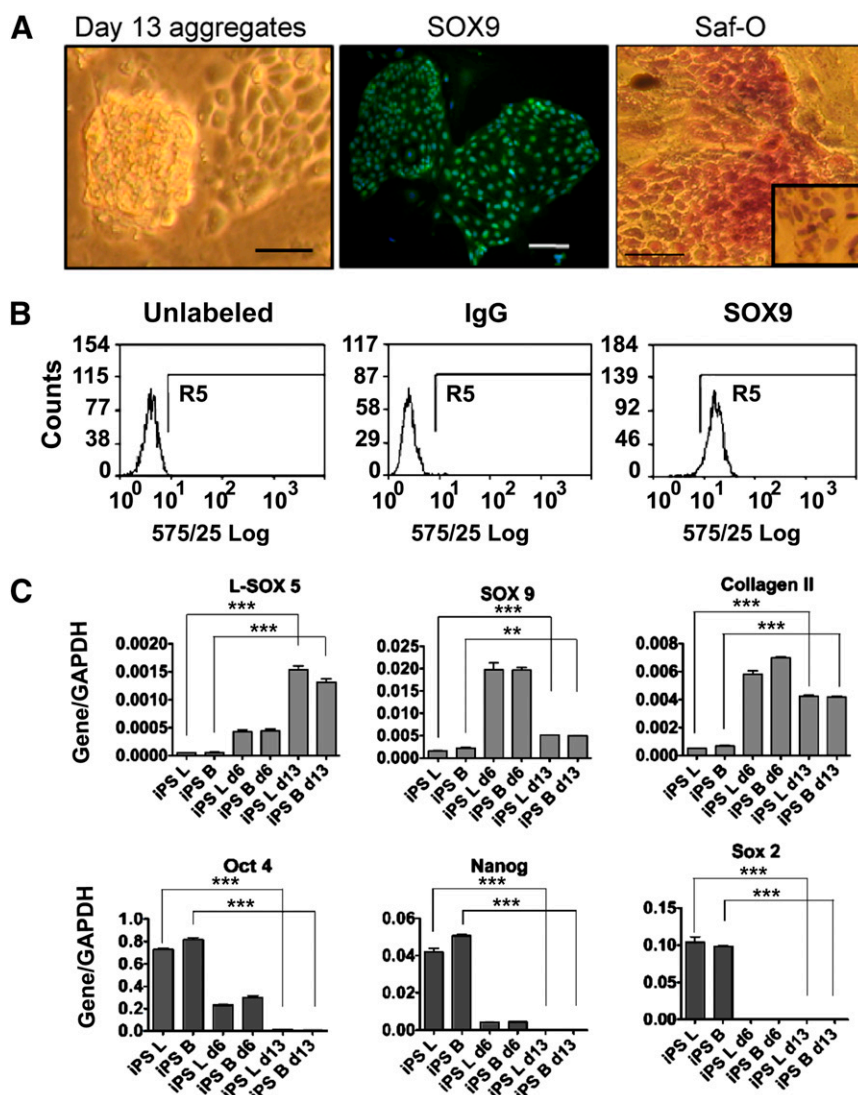 A
Day 13 aggregates SOX9 Saf-O
B
Unlabeled IgG SOX9
Counts
154 115 77 38 0
R5
10⁰ 10¹ 10² 10³
575/25 Log
117 87 58 29 0
R5
10⁰ 10¹ 10² 10³
575/25 Log
184 139 92 46 0
R5
10⁰ 10¹ 10² 10³
575/25 Log
C
L-SOX 5
***
***
Gene/GAPDH
0.0020
0.0015
0.0010
0.0005
0.0000
iPS L
iPS B
iPS L d6
iPS B d6
iPS L d13
iPS B d13
SOX 9
***
**
0.025
0.020
0.015
0.010
0.005
0.000
iPS L
iPS B
iPS L d6
iPS B d6
iPS L d13
iPS B d13
Collagen II
***
***
0.008
0.006
0.004
0.002
0.000
iPS L
iPS B
iPS L d6
iPS B d6
iPS L d13
iPS B d13
Oct 4
***
***
Gene/GAPDH
1.0
0.8
0.6
0.4
0.2
0.0
iPS L
iPS B
iPS L d6
iPS B d6
iPS L d13
iPS B d13
Nanog
***
***
0.06
0.04
0.02
0.00
iPS L
iPS B
iPS L d6
iPS B d6
iPS L d13
iPS B d13
Sox 2
***
***
0.15
0.10
0.05
0.00
iPS L
iPS B
iPS L d6
iPS B d6
iPS L d13
iPS B d13